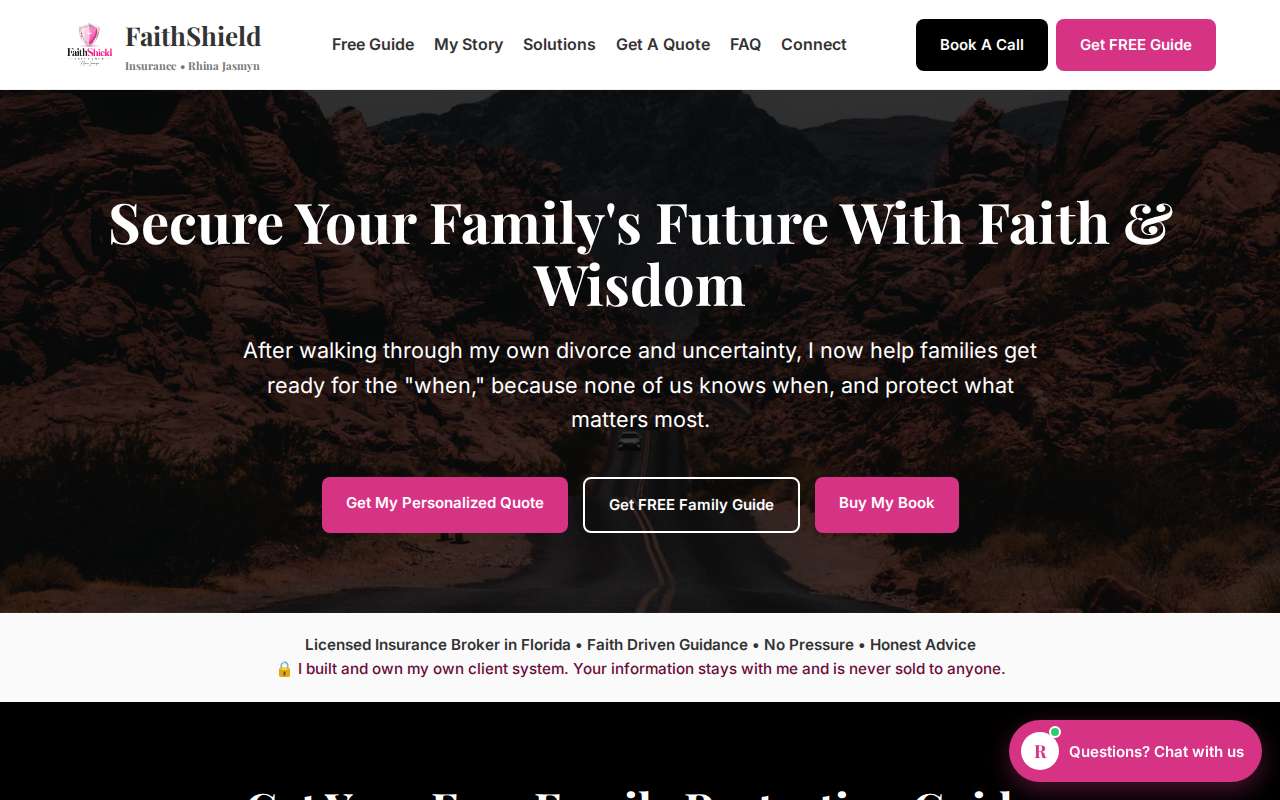 FaithShield
FaithShield
Insurance • Rhina Jasmyn
Free Guide
My Story
Solutions
Get A Quote
FAQ
Connect
Book A Call
Get FREE Guide
Secure Your Family's Future With Faith &
Wisdom
After walking through my own divorce and uncertainty, I now help families get
ready for the "when," because none of us knows when, and protect what
matters most.
Get My Personalized Quote
Get FREE Family Guide
Buy My Book
Licensed Insurance Broker in Florida • Faith Driven Guidance • No Pressure • Honest Advice
🔒 I built and own my own client system. Your information stays with me and is never sold to anyone.
R
Questions? Chat with us